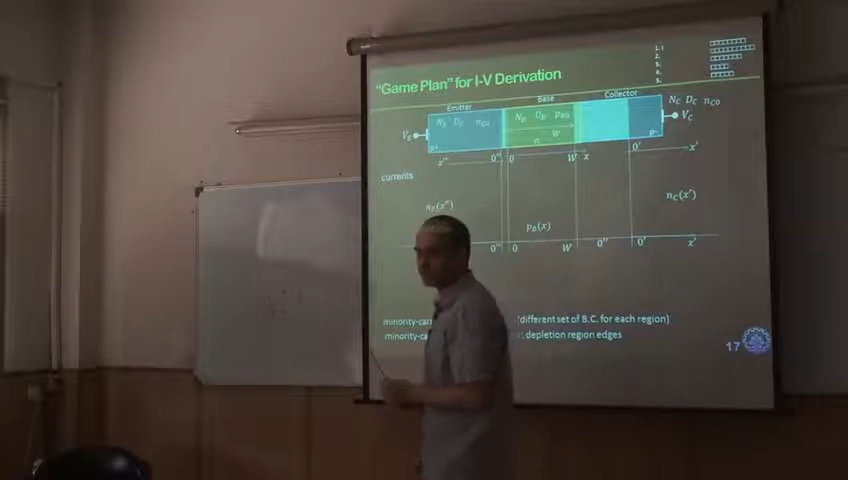 "Game Plan" for I-V Derivation
Emitter Base Collector
N_E D_E n_E0 N_B D_B p_B0 N_C D_C n_C0
V_E W V_C
p+ n p-
x" 0" 0 W x 0' x'
currents
n_E(x") n_C(x')
p_B(x)
0" 0 W 0" 0' x'
minority-car different set of B.C. for each region)
minority-ca depletion region edges
17